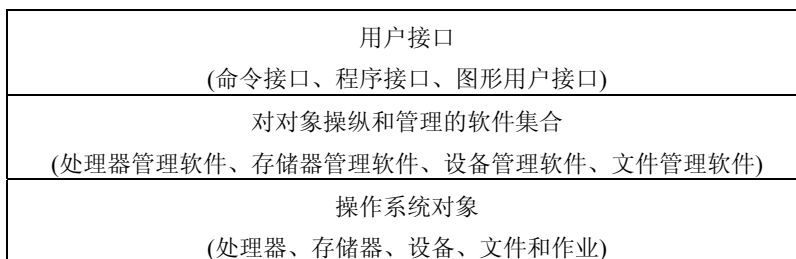 用户接口
(命令接口、程序接口、图形用户接口)
对对象操纵和管理的软件集合
(处理器管理软件、存储器管理软件、设备管理软件、文件管理软件)
操作系统对象
(处理器、存储器、设备、文件和作业)